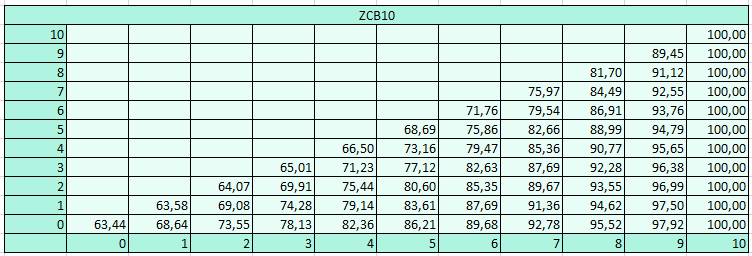 ZCB10
10 100,00
9 89,45 100,00
8 81,70 91,12 100,00
7 75,97 84,49 92,55 100,00
6 71,76 79,54 86,91 93,76 100,00
5 68,69 75,86 82,66 88,99 94,79 100,00
4 66,50 73,16 79,47 85,36 90,77 95,65 100,00
3 65,01 71,23 77,12 82,63 87,69 92,28 96,38 100,00
2 64,07 69,91 75,44 80,60 85,35 89,67 93,55 96,99 100,00
1 63,58 69,08 74,28 79,14 83,61 87,69 91,36 94,62 97,50 100,00
0 63,44 68,64 73,55 78,13 82,36 86,21 89,68 92,78 95,52 97,92 100,00
0 1 2 3 4 5 6 7 8 9 10